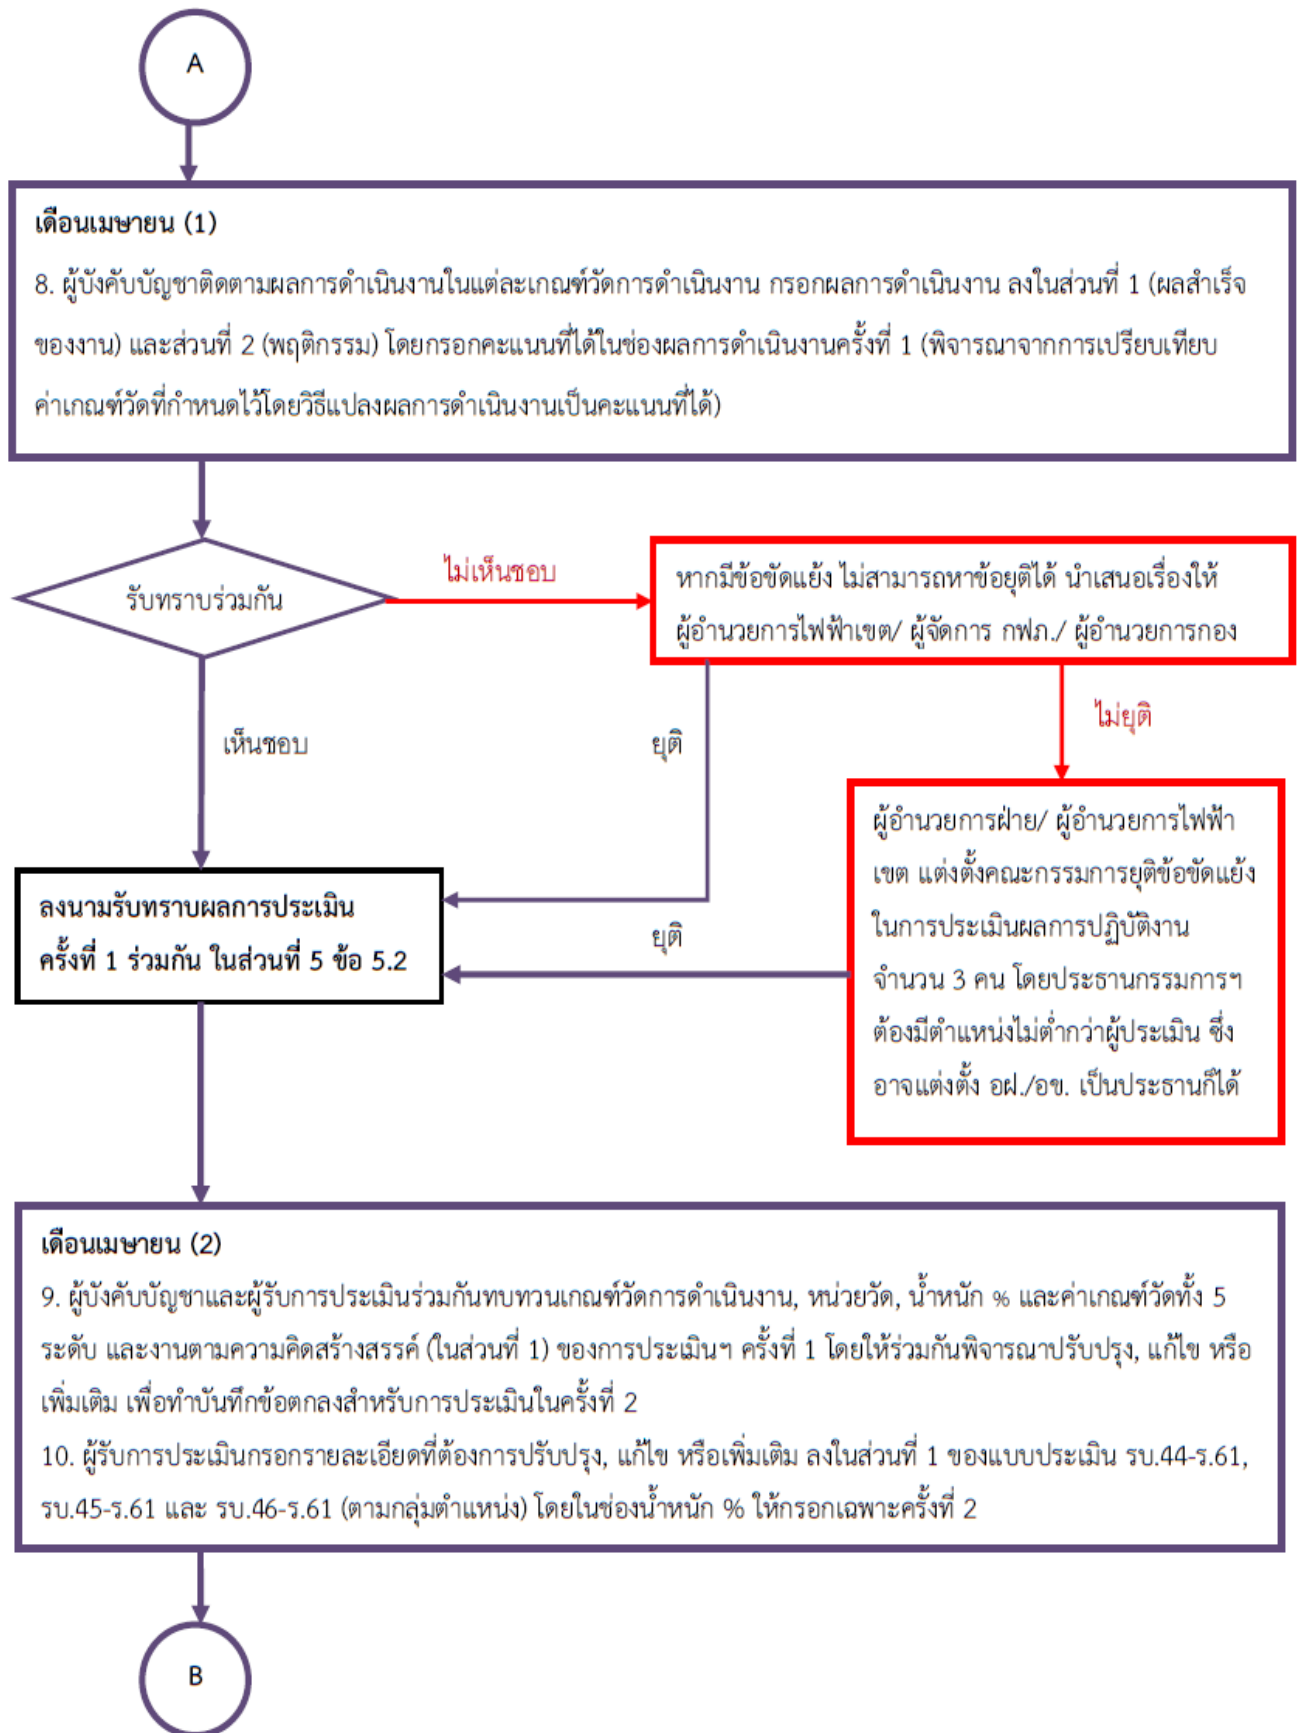 A
เดือนเมษายน (1)
8. ผู้บังคับบัญชาติดตามผลการดำเนินงานในแต่ละเกณฑ์วัดการดำเนินงาน กรอกผลการดำเนินงาน ลงในส่วนที่ 1 (ผลสำเร็จ
ของงาน) และส่วนที่ 2 (พฤติกรรม) โดยกรอกคะแนนที่ได้ในช่องผลการดำเนินงานครั้งที่ 1 (พิจารณาจากการเปรียบเทียบ
ค่าเกณฑ์วัดที่กำหนดไว้โดยวิธีแปลงผลการดำเนินงานเป็นคะแนนที่ได้)
รับทราบร่วมกัน
ไม่เห็นชอบ
หากมีข้อขัดแย้ง ไม่สามารถหาข้อยุติได้ นำเสนอเรื่องให้
ผู้อำนวยการไฟฟ้าเขต/ ผู้จัดการ กฟภ./ ผู้อำนวยการกอง
เห็นชอบ
ยุติ
ไม่ยุติ
ผู้อำนวยการฝ่าย/ ผู้อำนวยการไฟฟ้า
เขต แต่งตั้งคณะกรรมการยุติข้อขัดแย้ง
ในการประเมินผลการปฏิบัติงาน
จำนวน 3 คน โดยประธานกรรมการฯ
ต้องมีตำแหน่งไม่ต่ำกว่าผู้ประเมิน ซึ่ง
อาจแต่งตั้ง อฝ./อข. เป็นประธานก็ได้
ยุติ
ลงนามรับทราบผลการประเมิน
ครั้งที่ 1 ร่วมกัน ในส่วนที่ 5 ข้อ 5.2
เดือนเมษายน (2)
9. ผู้บังคับบัญชาและผู้รับการประเมินร่วมกันทบทวนเกณฑ์วัดการดำเนินงาน, หน่วยวัด, น้ำหนัก % และค่าเกณฑ์วัดทั้ง 5
ระดับ และงานตามความคิดสร้างสรรค์ (ในส่วนที่ 1) ของการประเมินฯ ครั้งที่ 1 โดยให้ร่วมกันพิจารณาปรับปรุง, แก้ไข หรือ
เพิ่มเติม เพื่อทำบันทึกข้อตกลงสำหรับการประเมินในครั้งที่ 2
10. ผู้รับการประเมินกรอกรายละเอียดที่ต้องการปรับปรุง, แก้ไข หรือเพิ่มเติม ลงในส่วนที่ 1 ของแบบประเมิน รบ.44-ร.61,
รบ.45-ร.61 และ รบ.46-ร.61 (ตามกลุ่มตำแหน่ง) โดยในช่องน้ำหนัก % ให้กรอกเฉพาะครั้งที่ 2
B